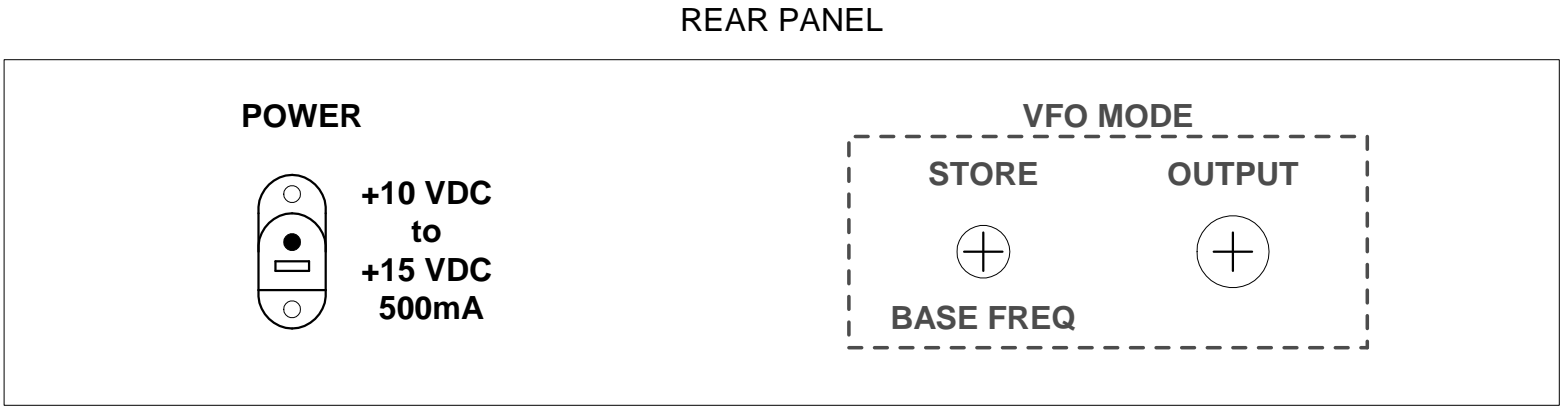 REAR PANEL
POWER
+10 VDC
to
+15 VDC
500mA
VFO MODE
STORE
OUTPUT
BASE FREQ